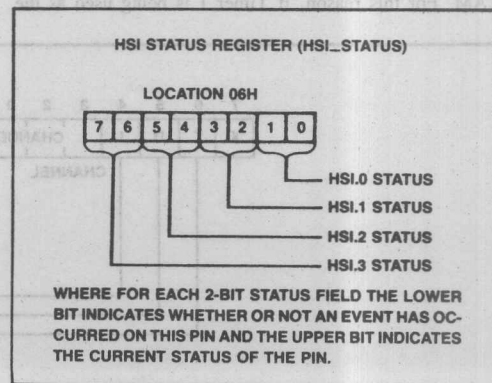 HSI STATUS REGISTER (HSI_STATUS)
LOCATION 06H
7 6 5 4 3 2 1 0
HSI.0 STATUS
HSI.1 STATUS
HSI.2 STATUS
HSI.3 STATUS
WHERE FOR EACH 2-BIT STATUS FIELD THE LOWER
BIT INDICATES WHETHER OR NOT AN EVENT HAS OC-
CURRED ON THIS PIN AND THE UPPER BIT INDICATES
THE CURRENT STATUS OF THE PIN.